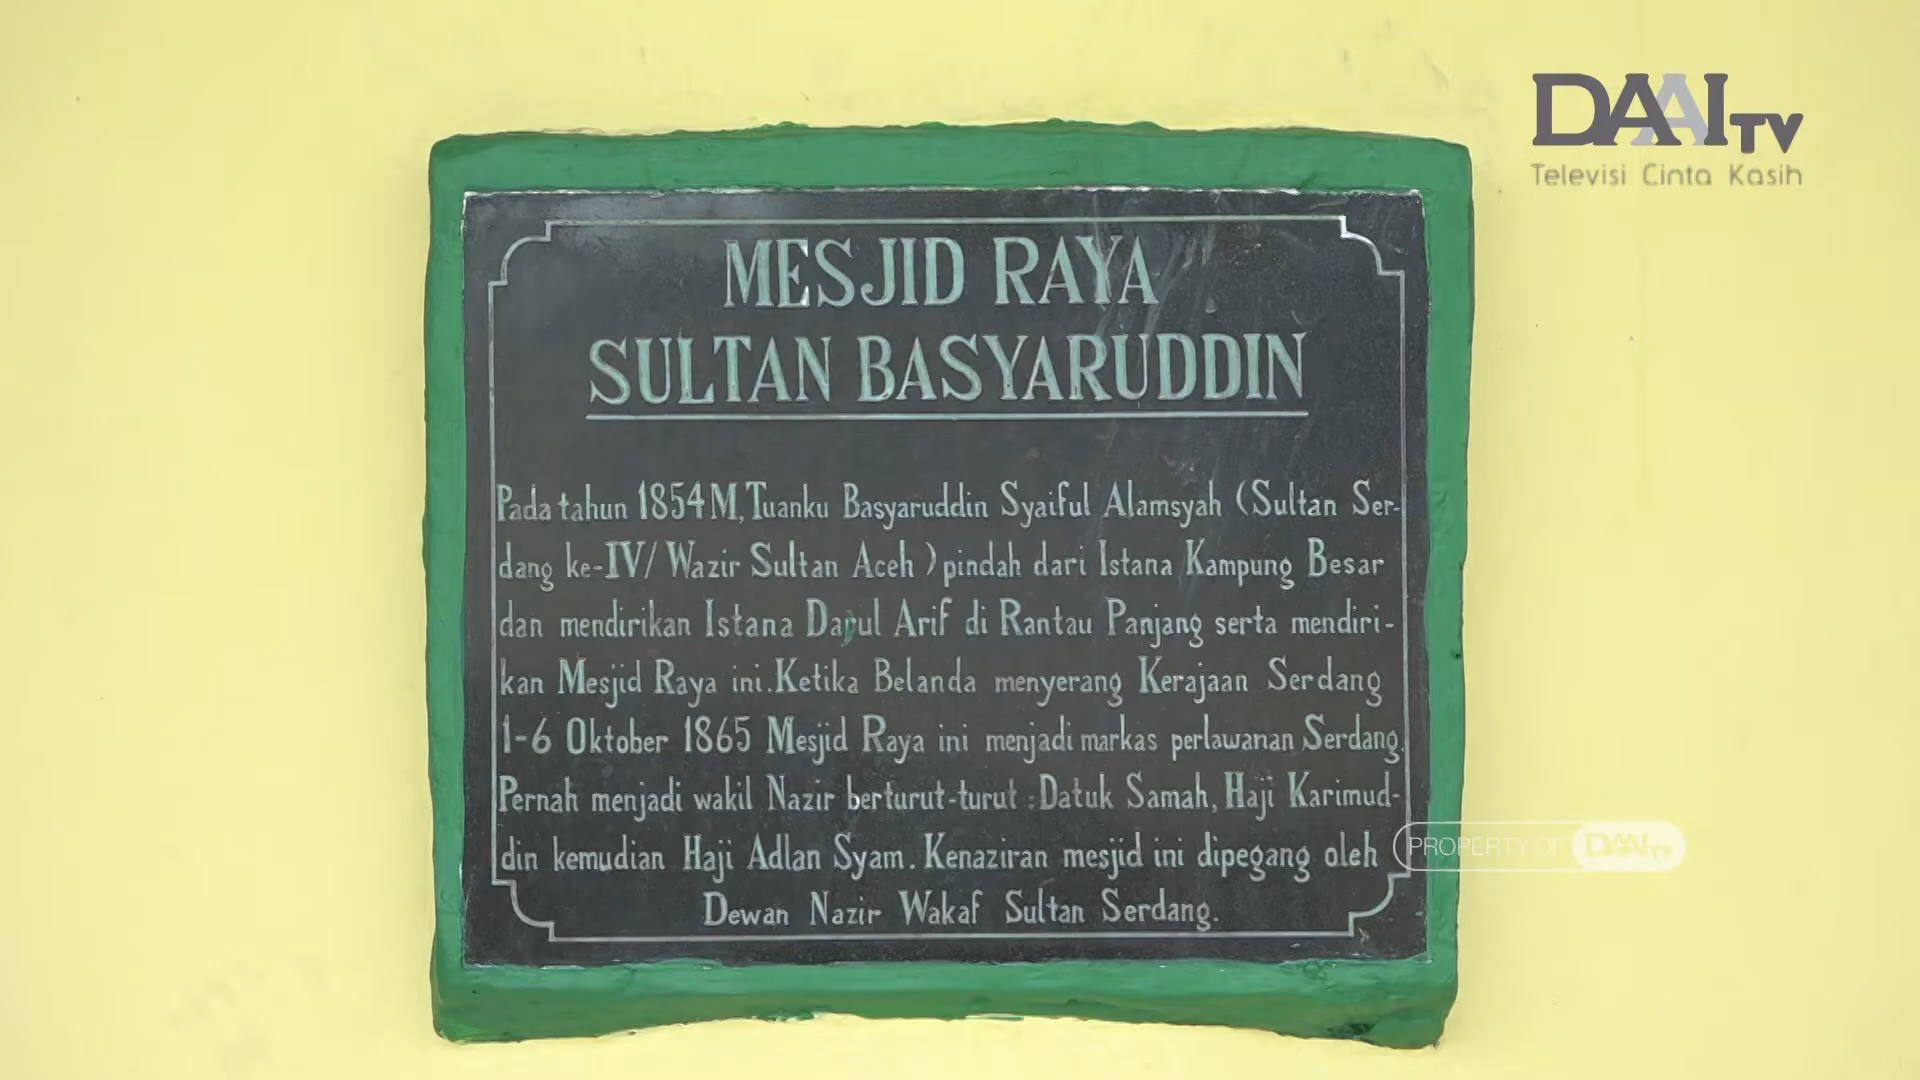 DAAI TV
Televisi Cinta Kasih
MESJID RAYA
SULTAN BASYARUDDIN
Pada tahun 1854 M, Tuanku Basyaruddin Syaiful Alamsyah (Sultan Ser-
dang ke-IV/ Wazir Sultan Aceh) pindah dari Istana Kampung Besar
dan mendirikan Istana Darul Arif di Rantau Panjang serta mendiri-
kan Mesjid Raya ini. Ketika Belanda menyerang Kerajaan Serdang
1-6 Oktober 1865 Mesjid Raya ini menjadi markas perlawanan Serdang.
Pernah menjadi wakil Nazir berturut-turut : Datuk Samah, Haji Karimud-
din kemudian Haji Adlan Syam. Kenaziran mesjid ini dipegang oleh
Dewan Nazir Wakaf Sultan Serdang.
PROPERTY OF DAAI TV